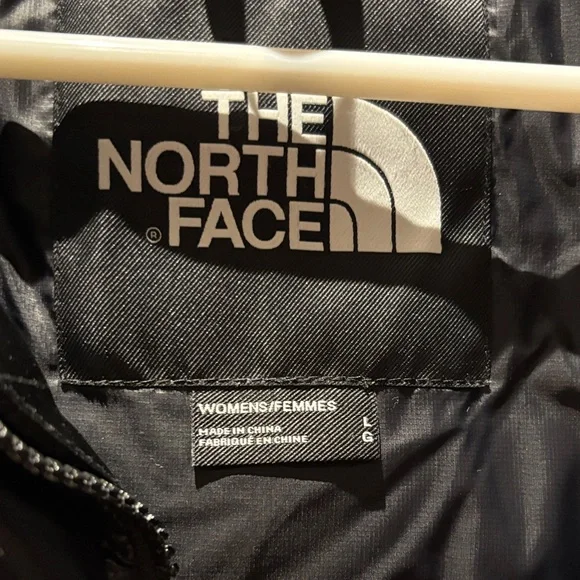 THE
NORTH
® FACE
WOMENS/FEMMES
MADE IN CHINA
FABRIQUÉ EN CHINE
L
G